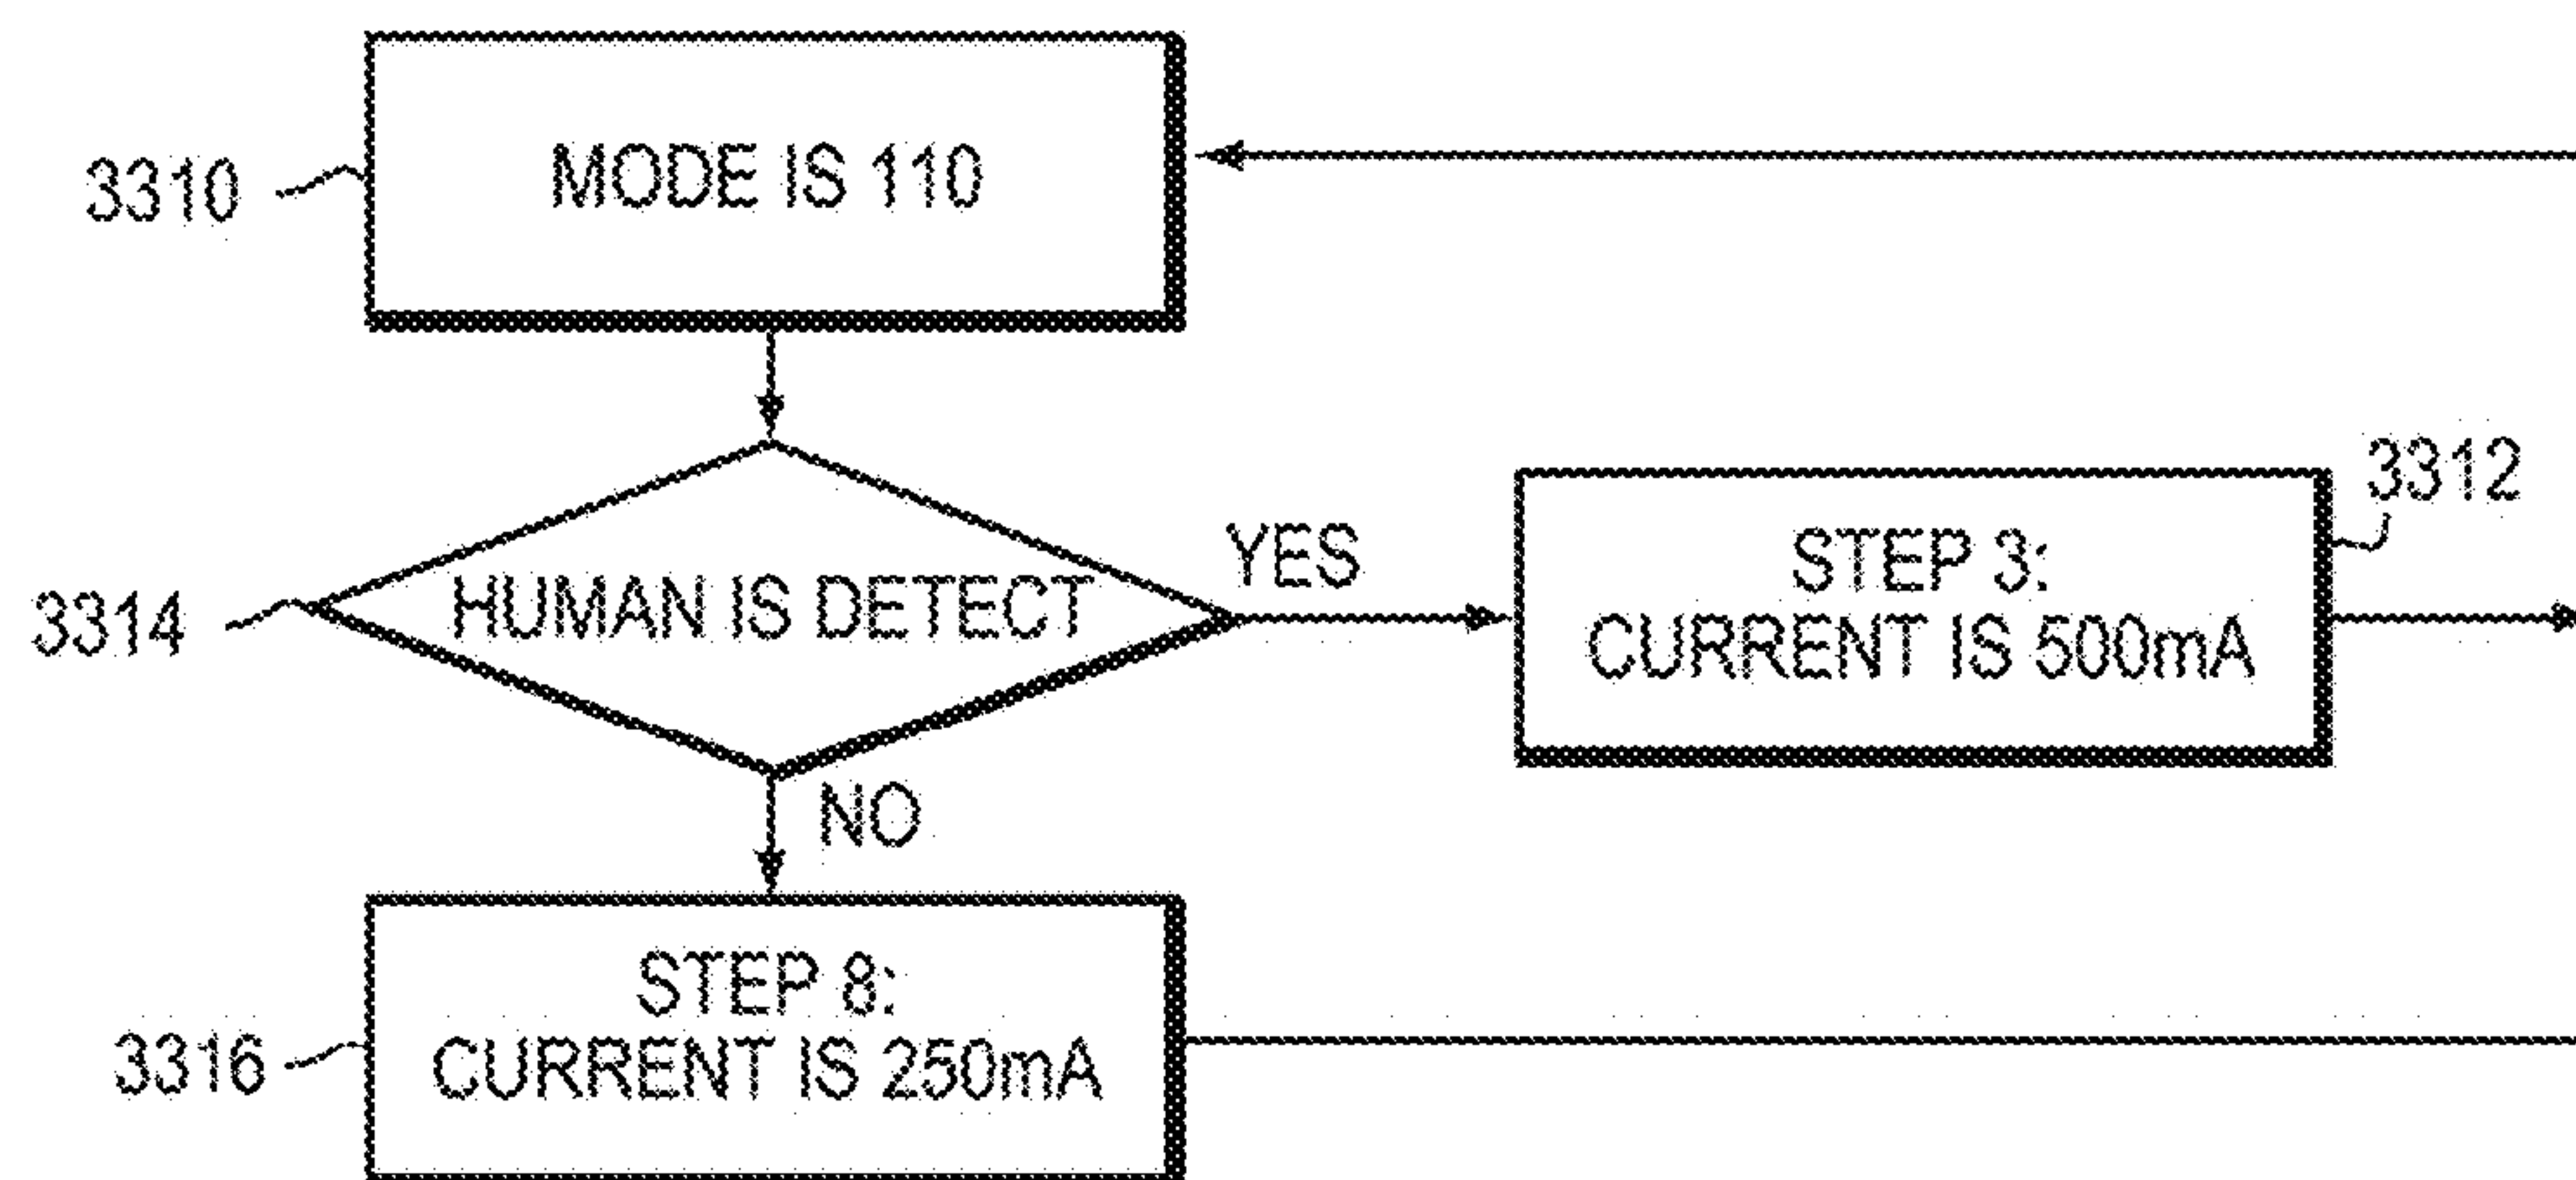 3310
MODE IS 110
3314
HUMAN IS DETECT
YES
3312
STEP 3:
CURRENT IS 500mA
NO
3316
STEP 8:
CURRENT IS 250mA